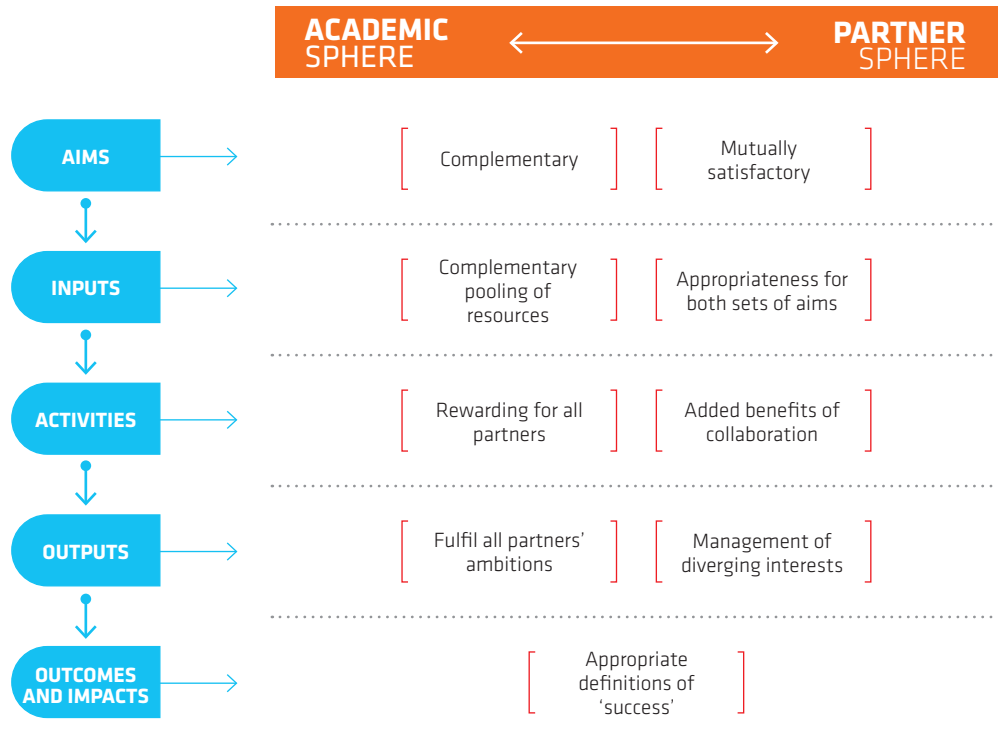 ACADEMIC
SPHERE
PARTNER
SPHERE
AIMS
Complementary
Mutually
satisfactory
INPUTS
Complementary
pooling of
resources
Appropriateness for
both sets of aims
ACTIVITIES
Rewarding for all
partners
Added benefits of
collaboration
OUTPUTS
Fulfil all partners’
ambitions
Management of
diverging interests
OUTCOMES
AND IMPACTS
Appropriate
definitions of
‘success’